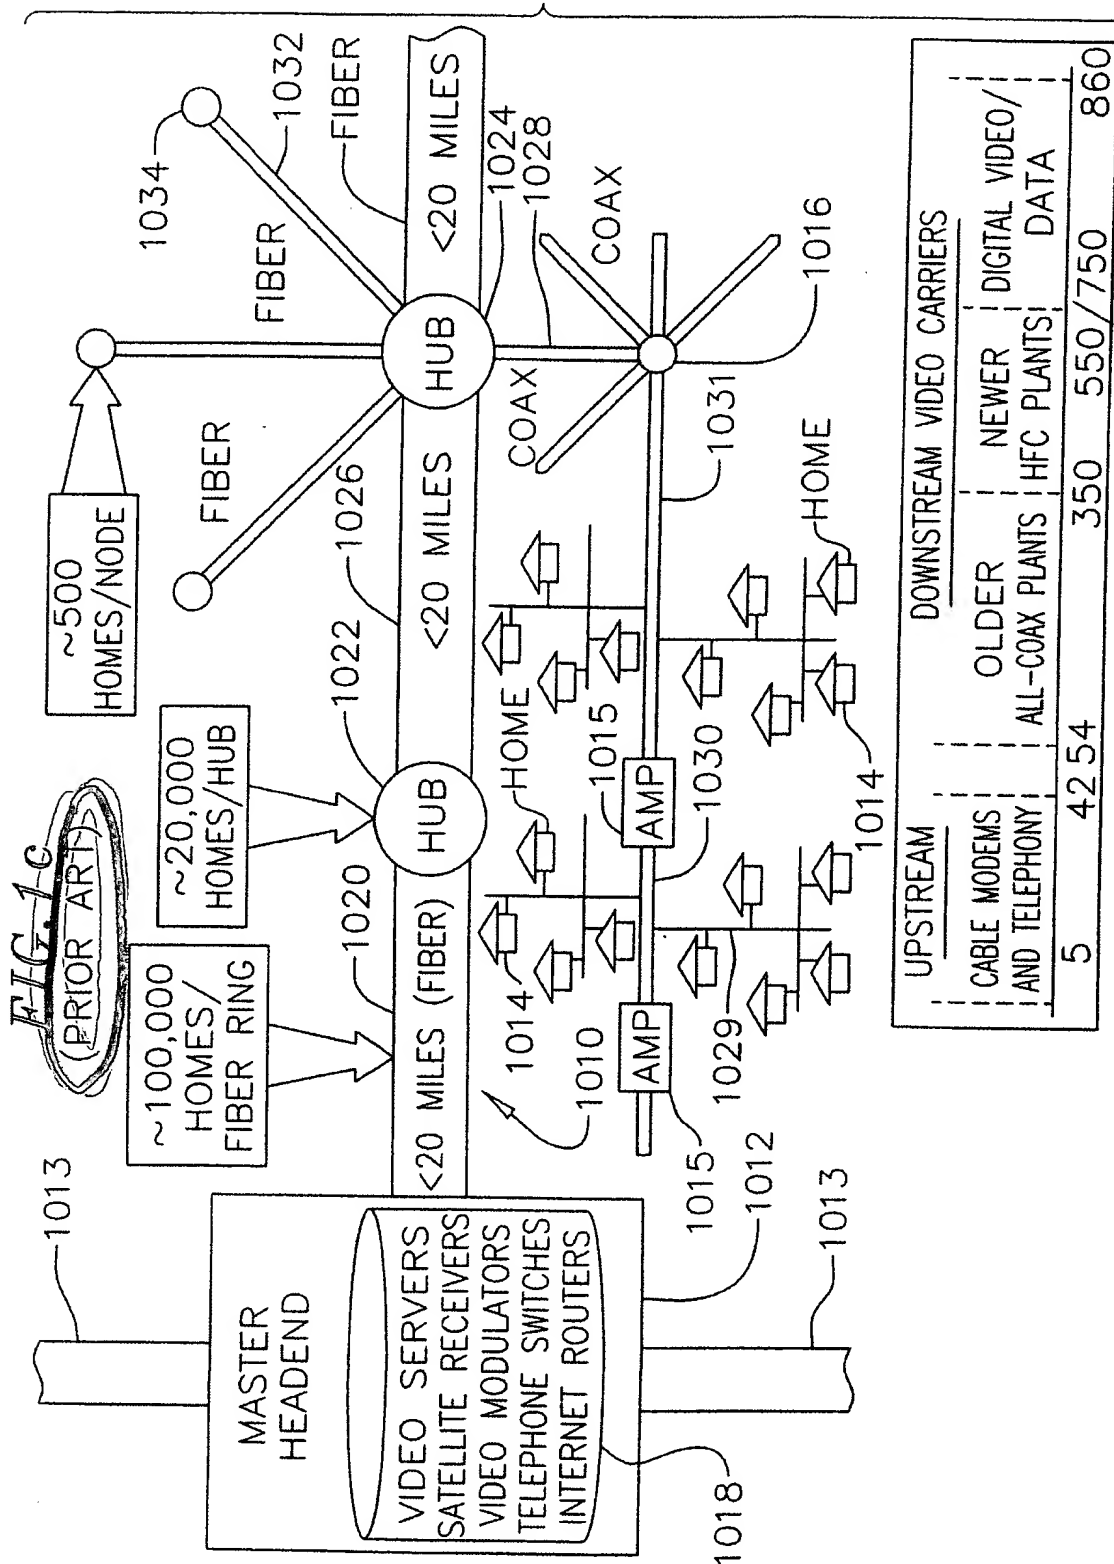 FIG. 1c
(PRIOR ART)
~100,000
HOMES/
FIBER RING
~20,000
HOMES/HUB
~500
HOMES/NODE
1013
MASTER
HEADEND
VIDEO SERVERS
SATELLITE RECEIVERS
VIDEO MODULATORS
TELEPHONE SWITCHES
INTERNET ROUTERS
1018
1012
1013
1020
<20 MILES (FIBER)
1010
HUB
1022
<20 MILES
1026
HUB
FIBER
FIBER
1034
1032
FIBER
<20 MILES
1024
1028
COAX
COAX
1016
1031
1014
HOME
1015
AMP
1015
AMP
1030
1029
1014
HOME
UPSTREAM
DOWNSTREAM VIDEO CARRIERS
CABLE MODEMS
AND TELEPHONY
OLDER
ALL-COAX PLANTS
NEWER
HFC PLANTS
DIGITAL VIDEO/
DATA
5 42 54 350 550/750 860